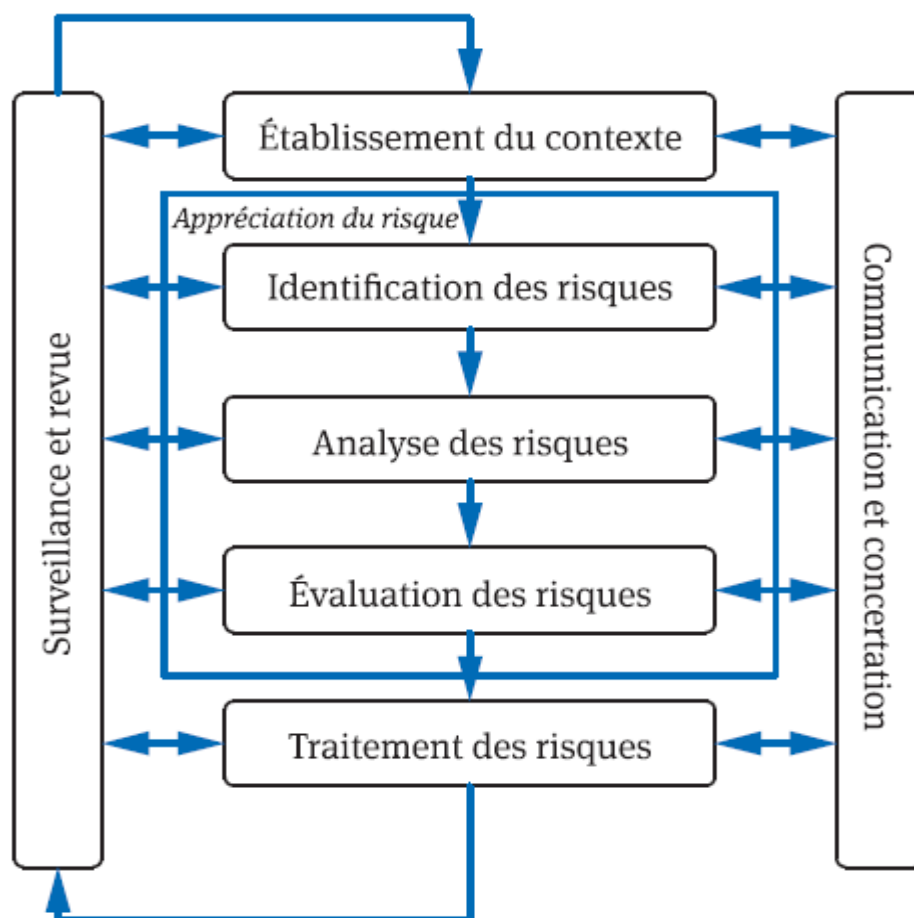 Établissement du contexte
Appréciation du risque
Identification des risques
Analyse des risques
Évaluation des risques
Traitement des risques
Surveillance et revue
Communication et concertation